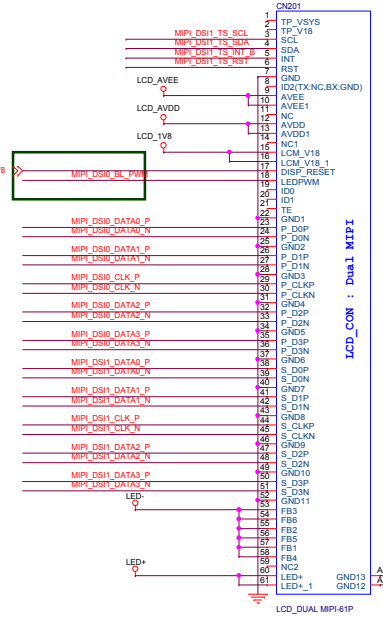 CN201
1 TP_VSYS
2 TP_V18
MIPI_DSI1_TS_SCL 3 SCL
MIPI_DSI1_TS_SDA 4 SDA
MIPI_DSI1_TS_INT_B 5 INT
MIPI_DSI1_TS_RST 6 RST
7 GND
LCD_AVEE 8 ID2(TX:NC,BX:GND)
9 AVEE
10 AVEE1
11 NC
LCD_AVDD 12 AVDD
13 AVDD1
14 NC1
LCD_1V8 15 LCM_V18
16 LCM_V18_1
17 DISP_RESET
MIPI_DSI0_BL_PWM 18 LEDPWM
19 ID0
20 ID1
21 TE
22 GND1
MIPI_DSI0_DATA0_P 23 P_D0P
MIPI_DSI0_DATA0_N 24 P_D0N
25 GND2
MIPI_DSI0_DATA1_P 26 P_D1P
MIPI_DSI0_DATA1_N 27 P_D1N
28 GND3
MIPI_DSI0_CLK_P 29 P_CLKP
MIPI_DSI0_CLK_N 30 P_CLKN
31 GND4
MIPI_DSI0_DATA2_P 32 P_D2P
MIPI_DSI0_DATA2_N 33 P_D2N
34 GND5
MIPI_DSI0_DATA3_P 35 P_D3P
MIPI_DSI0_DATA3_N 36 P_D3N
37 GND6
MIPI_DSI1_DATA0_P 38 S_D0P
MIPI_DSI1_DATA0_N 39 S_D0N
40 GND7
MIPI_DSI1_DATA1_P 41 S_D1P
MIPI_DSI1_DATA1_N 42 S_D1N
43 GND8
MIPI_DSI1_CLK_P 44 S_CLKP
MIPI_DSI1_CLK_N 45 S_CLKN
46 GND9
MIPI_DSI1_DATA2_P 47 S_D2P
MIPI_DSI1_DATA2_N 48 S_D2N
49 GND10
MIPI_DSI1_DATA3_P 50 S_D3P
MIPI_DSI1_DATA3_N 51 S_D3N
52 GND11
LED- 53 FB3
54 FB6
55 FB2
56 FB5
57 FB1
58 FB4
59 NC2
LED+ 60 LED+ GND13 A
61 LED+_1 GND12 A
LCD_CON : Dual MIPI
LCD_DUAL MIPI-61P